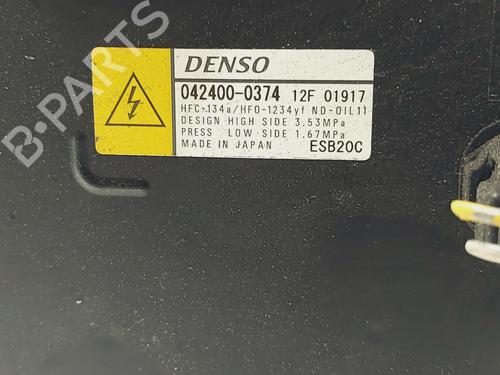 DENSO
042400-0374 12F 01917
HFC-134a/HFO-1234yf ND-OIL11
DESIGN HIGH SIDE 3.53MPa
PRESS LOW SIDE 1.67MPa
MADE IN JAPAN ESB20C
B-PARTS